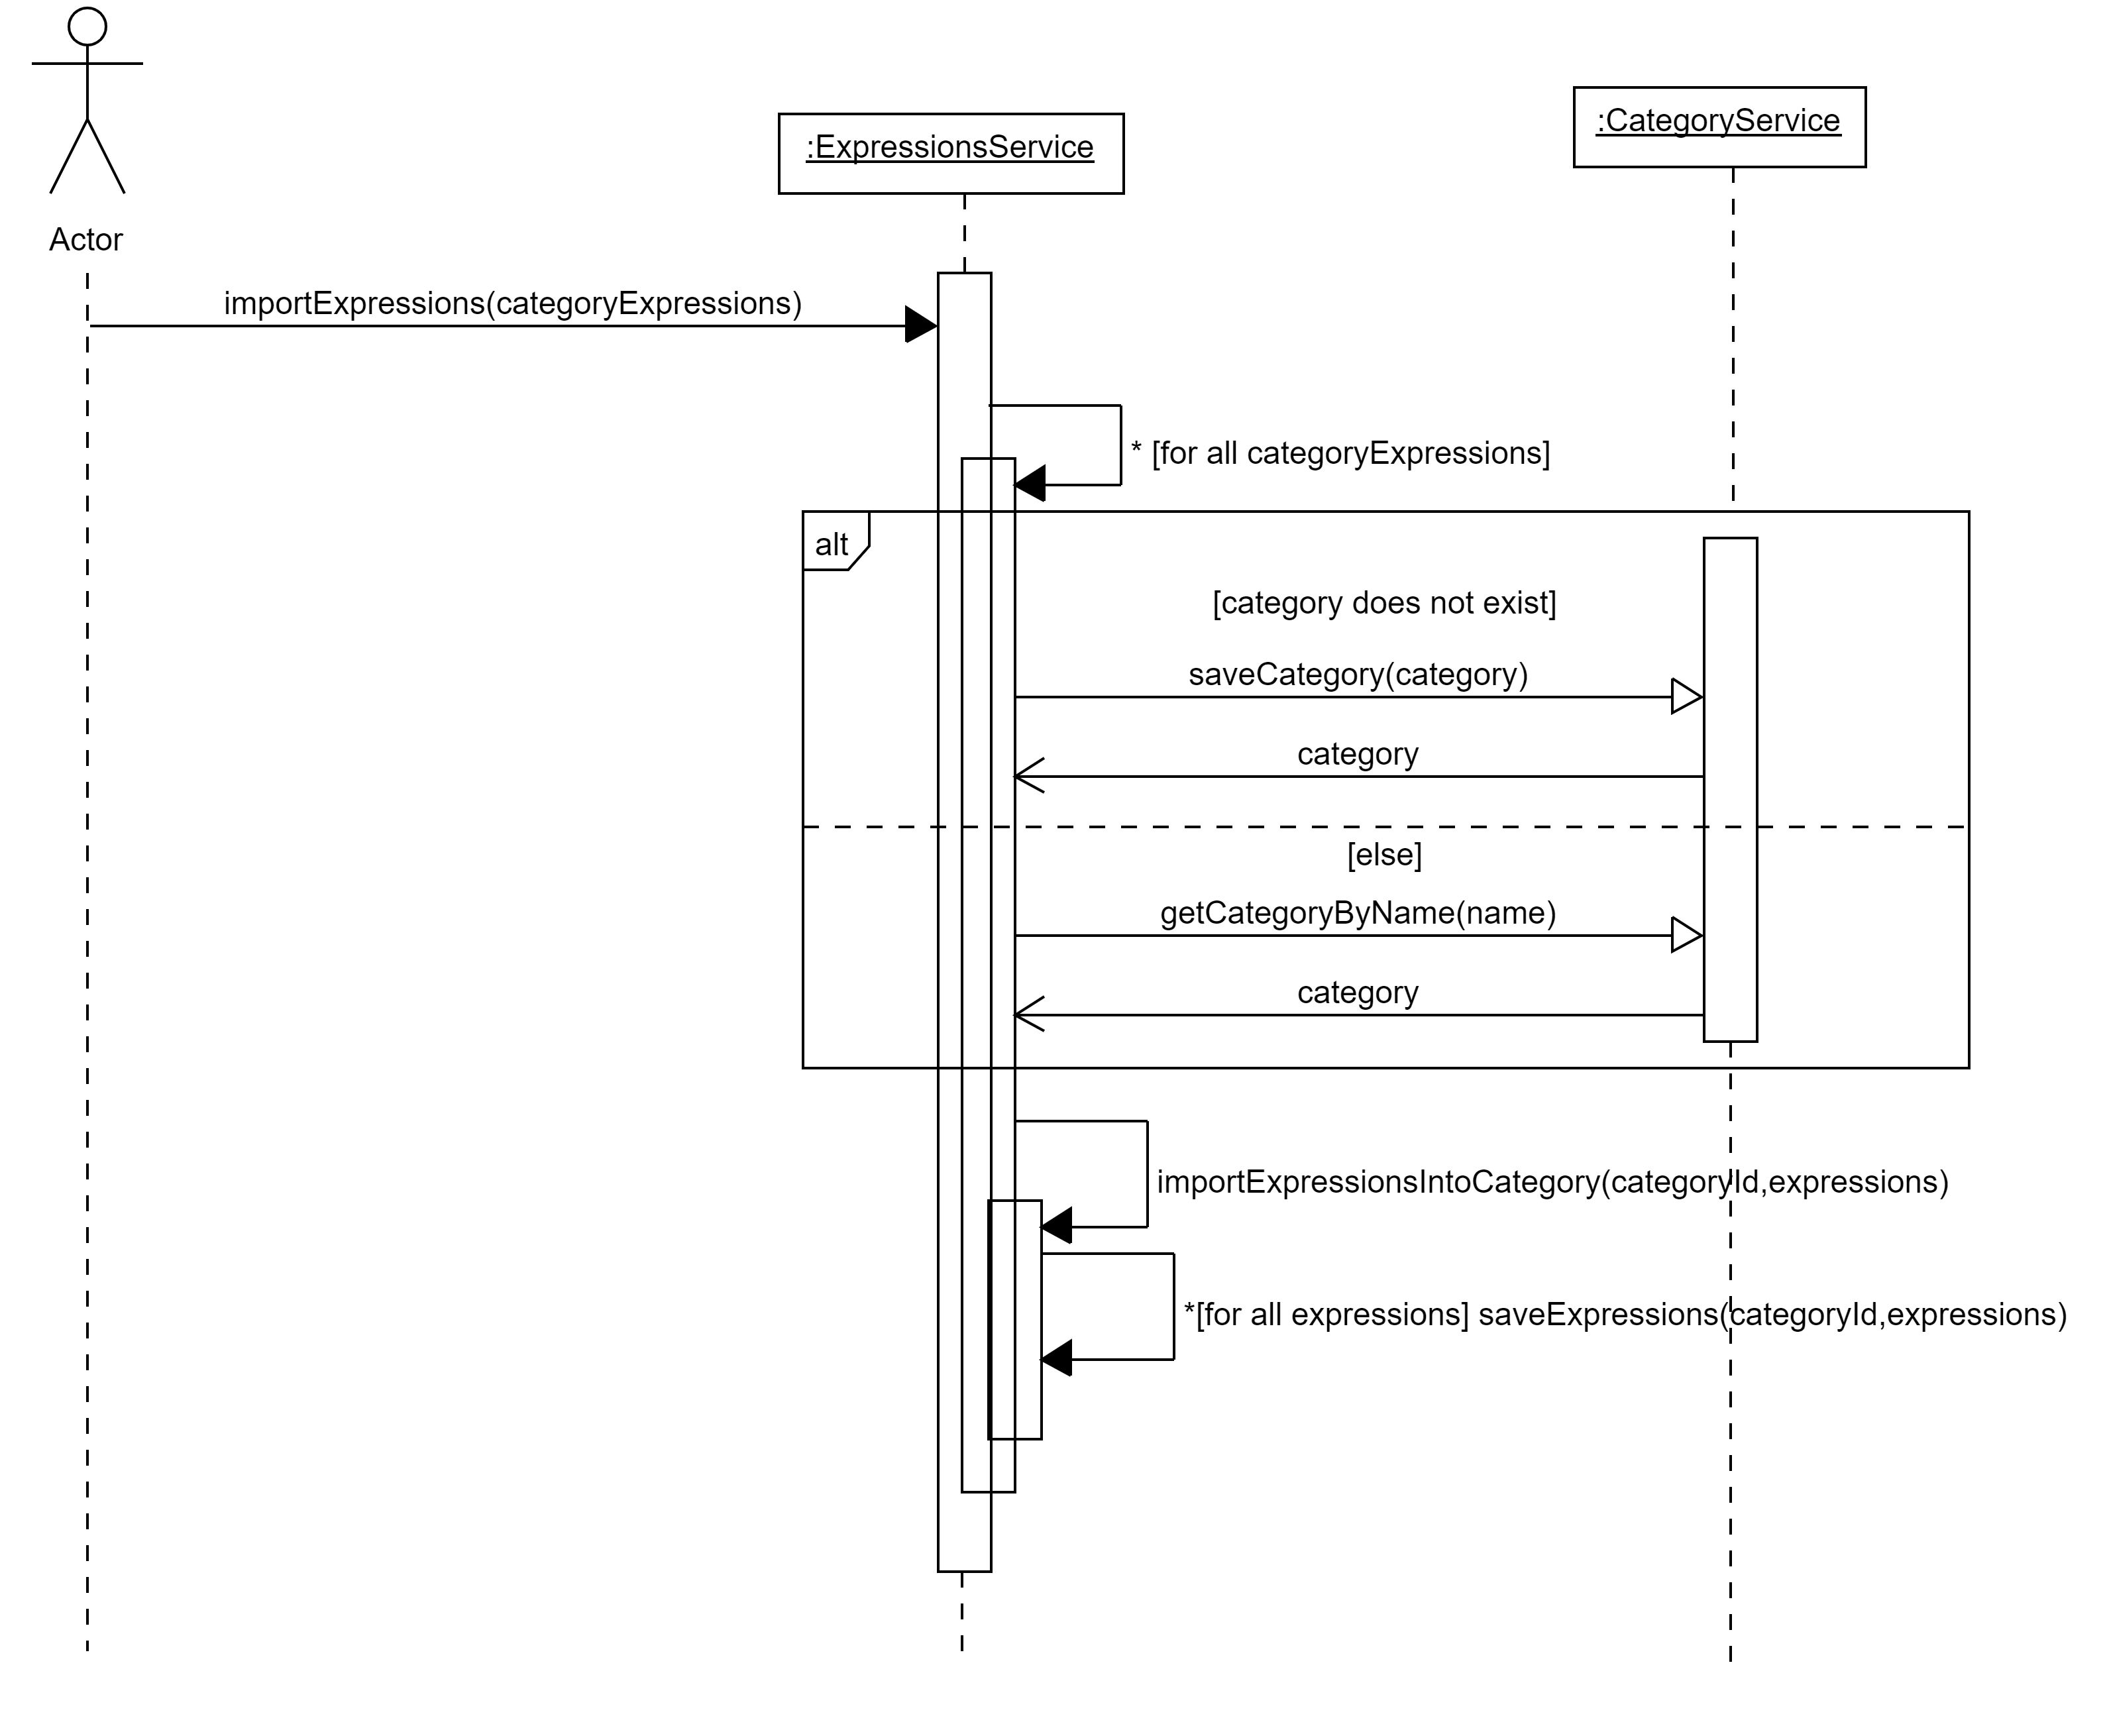 :CategoryService
:ExpressionsService
Actor
importExpressions(categoryExpressions)
* [for all categoryExpressions]
alt
[category does not exist]
saveCategory(category)
category
[else]
getCategoryByName(name)
category
importExpressionsIntoCategory(categoryId,expressions)
*[for all expressions] saveExpressions(categoryId,expressions)